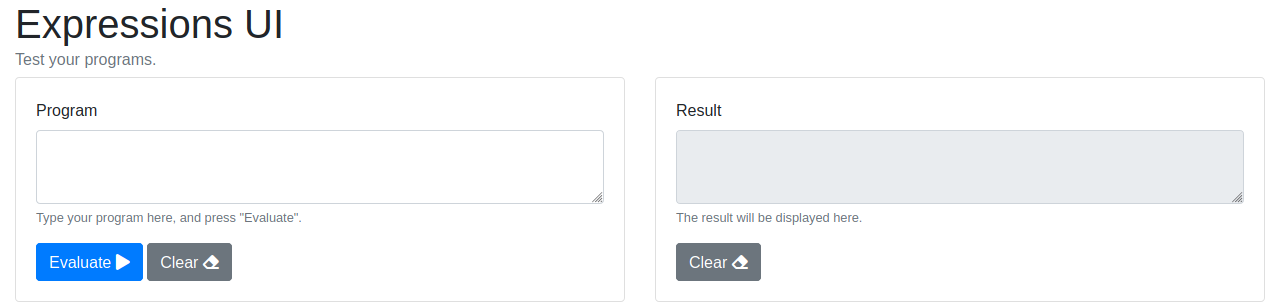 Expressions UI
Test your programs.
Program
Type your program here, and press "Evaluate".
Evaluate
Clear
Result
The result will be displayed here.
Clear